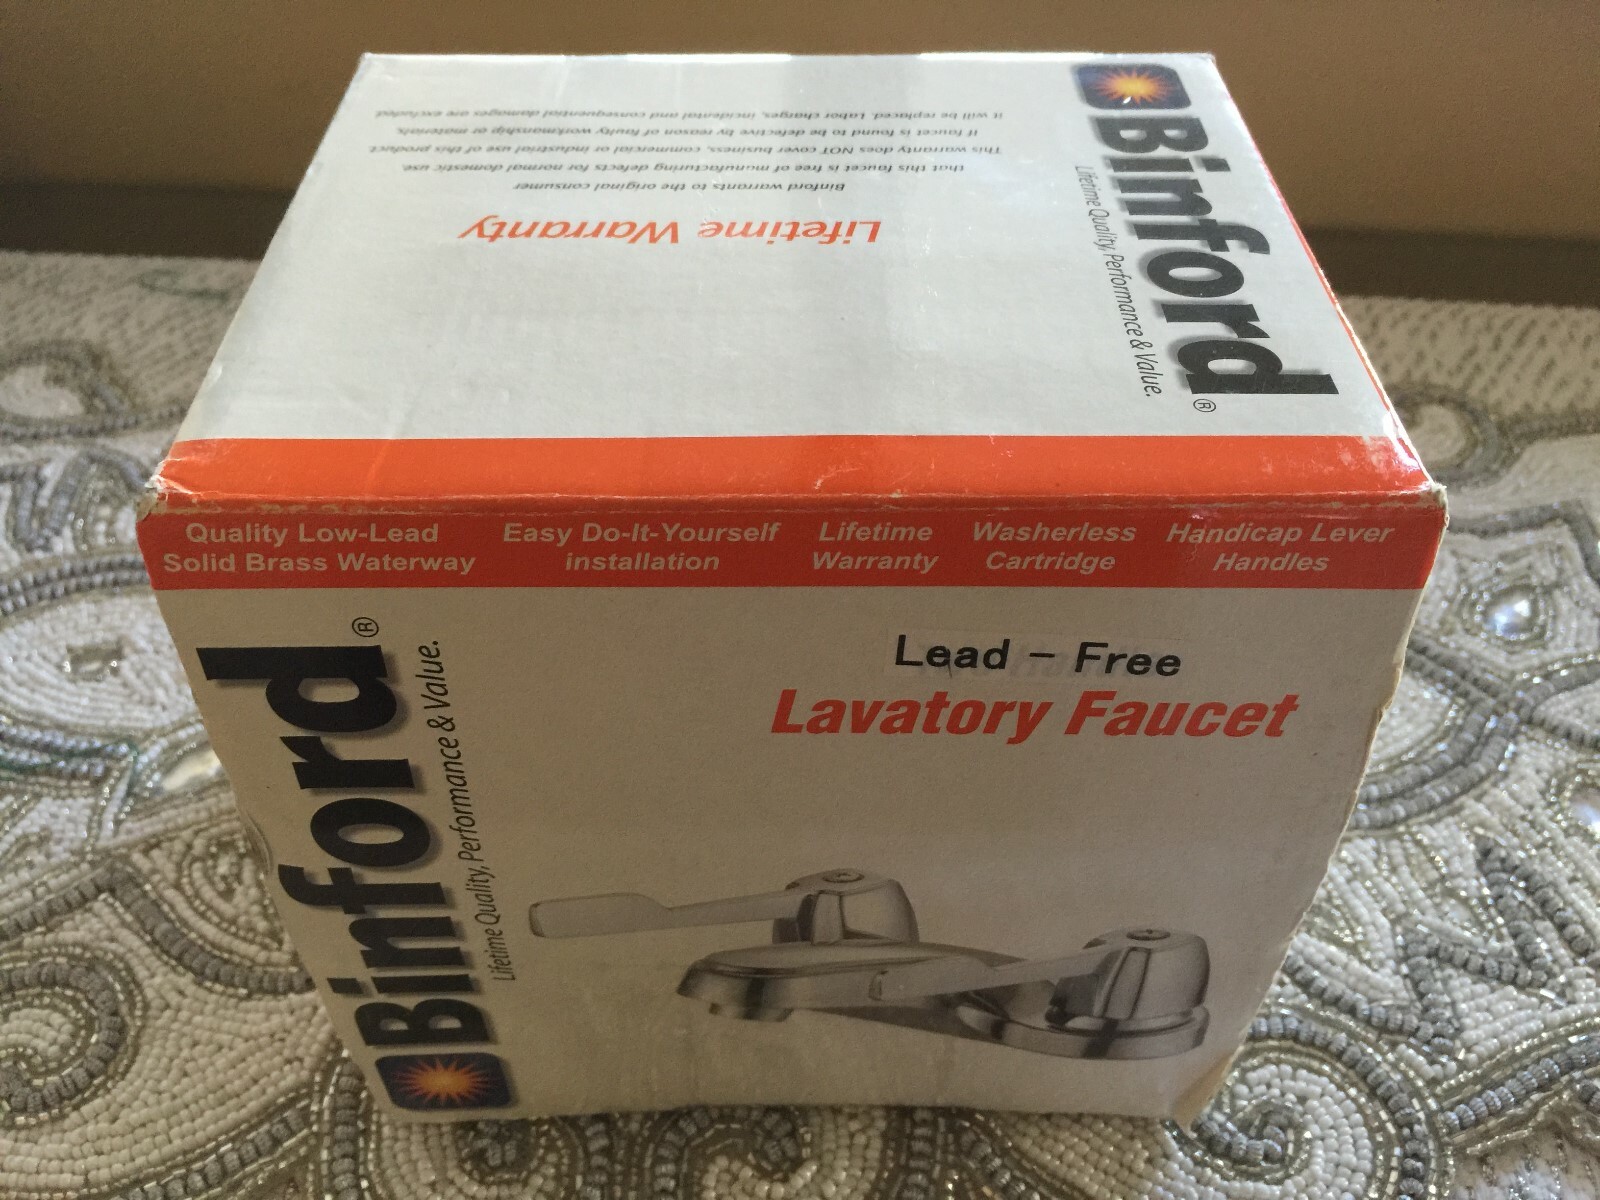 Binford®
Lifetime Quality, Performance & Value.
Lifetime Warranty
Binford warrants to the original consumer
that this faucet is free of manufacturing defects for normal domestic use.
This warranty does NOT cover business, commercial or industrial use of this product.
If faucet is found to be defective by reason of faulty workmanship or materials,
it will be replaced. Labor charges, incidental and consequential damages are excluded.
Quality Low-Lead
Solid Brass Waterway
Easy Do-It-Yourself
installation
Lifetime
Warranty
Washerless
Cartridge
Handicap Lever
Handles
Binford®
Lifetime Quality, Performance & Value.
Lead - Free
Lavatory Faucet